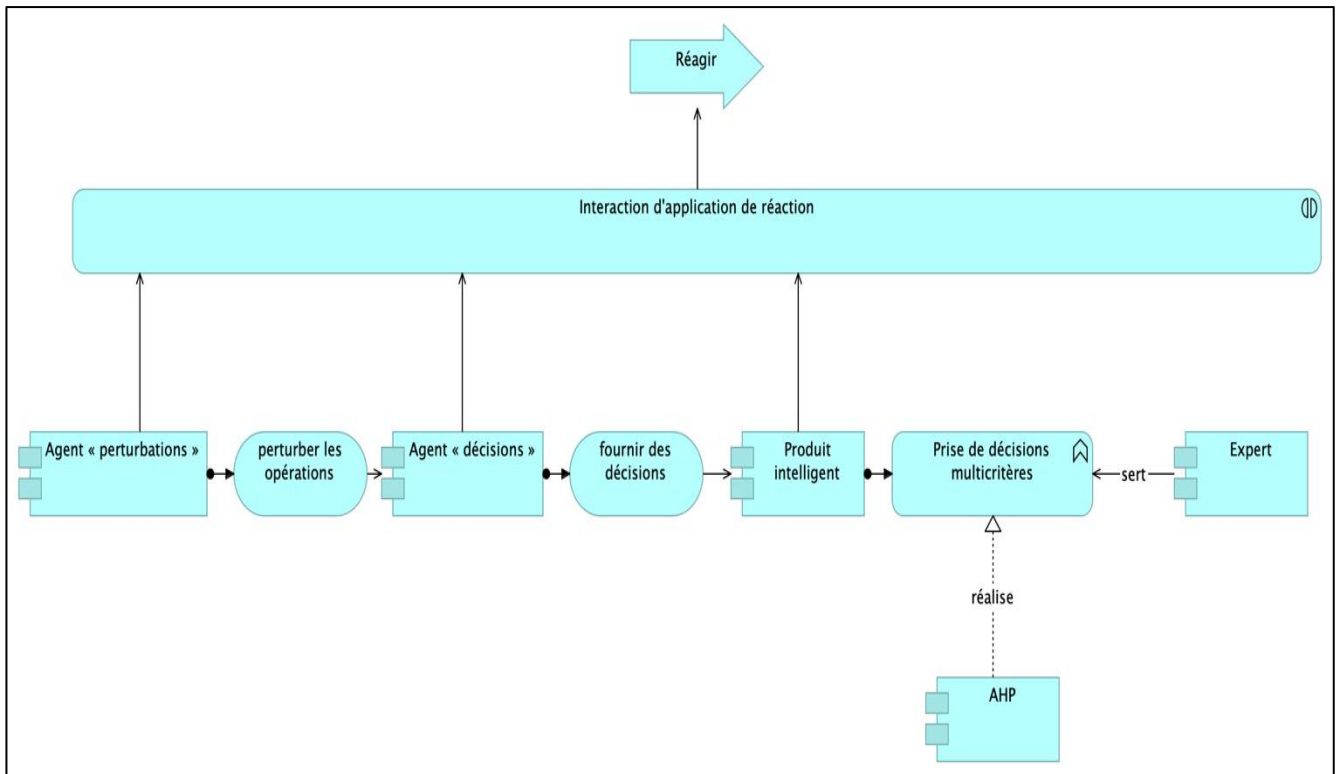 Réagir
Interaction d'application de réaction
Agent « perturbations »
perturber les
opérations
Agent « décisions »
fournir des
décisions
Produit
intelligent
Prise de décisions
multicritères
sert
Expert
réalise
AHP